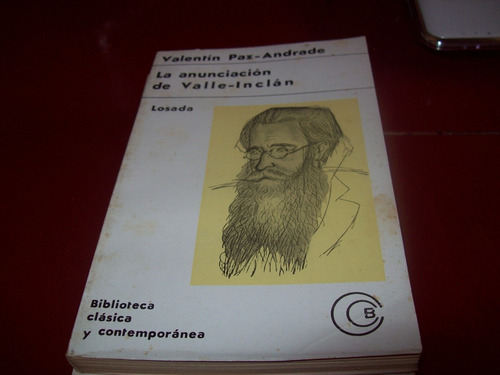 Valentín Paz-Andrade
La anunciación
de Valle-Inclán
Losada
Biblioteca
clásica
y contemporánea
B